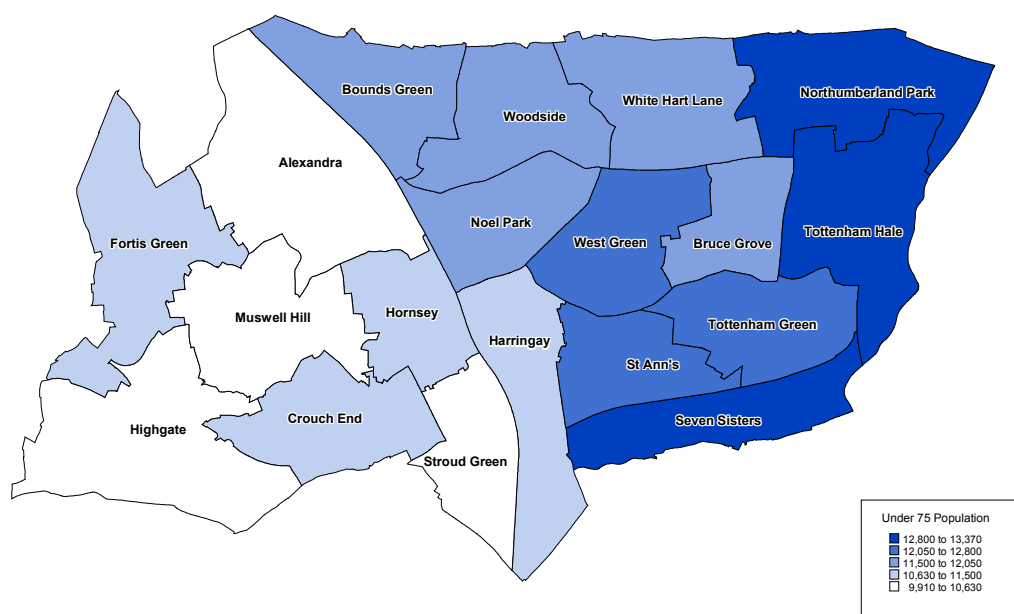 Bounds Green
Woodside
White Hart Lane
Northumberland Park
Alexandra
Fortis Green
Noel Park
West Green
Bruce Grove
Tottenham Hale
Muswell Hill
Hornsey
Harringay
Tottenham Green
St Ann's
Highgate
Crouch End
Seven Sisters
Stroud Green
Under 75 Population
12,800 to 13,370
12,050 to 12,800
11,500 to 12,050
10,630 to 11,500
9,910 to 10,630